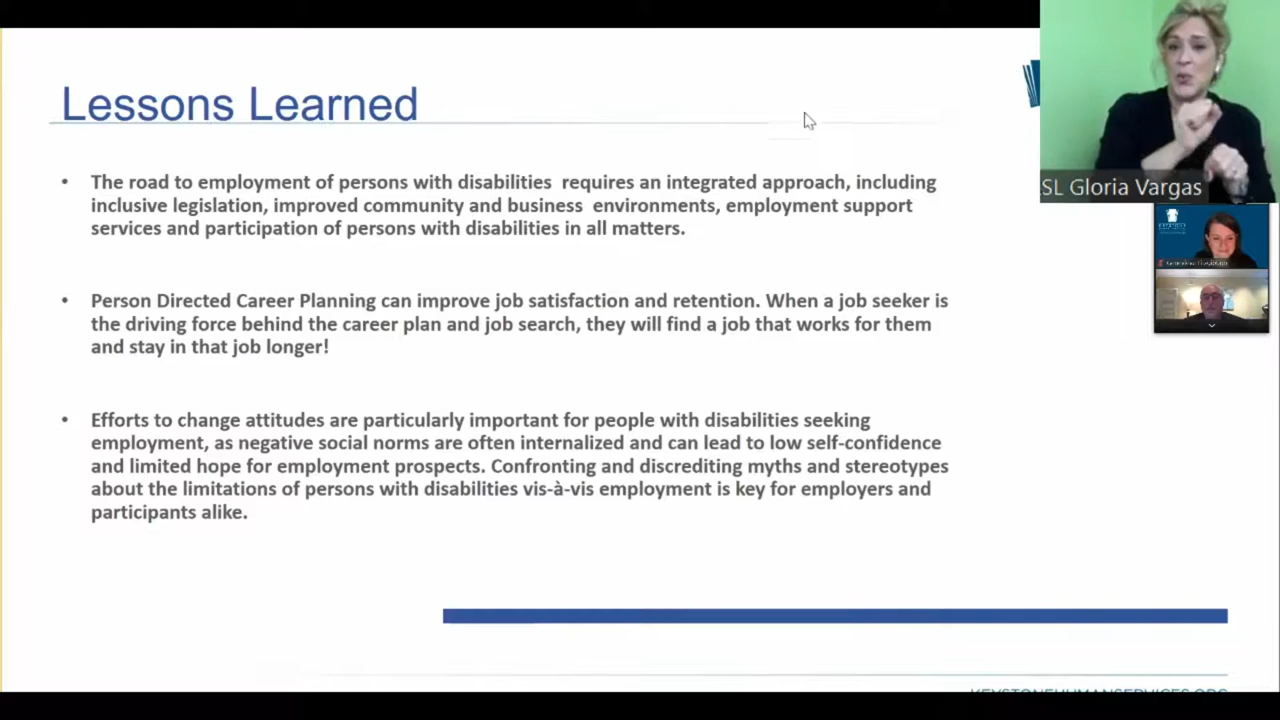 Lessons Learned
• The road to employment of persons with disabilities requires an integrated approach, including
inclusive legislation, improved community and business environments, employment support
services and participation of persons with disabilities in all matters.
• Person Directed Career Planning can improve job satisfaction and retention. When a job seeker is
the driving force behind the career plan and job search, they will find a job that works for them
and stay in that job longer!
• Efforts to change attitudes are particularly important for people with disabilities seeking
employment, as negative social norms are often internalized and can lead to low self-confidence
and limited hope for employment prospects. Confronting and discrediting myths and stereotypes
about the limitations of persons with disabilities vis-à-vis employment is key for employers and
participants alike.
SL Gloria Vargas
KEYSTONEHUMANSERVICES.ORG